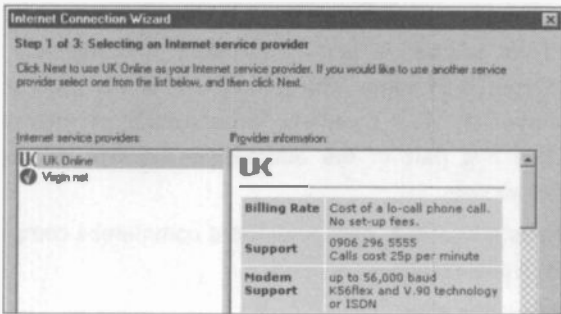 Internet Connection Wizard
Step 1 of 3: Selecting an Internet service provider
Click Next to use UK Online as your Internet service provider. If you would like to use another service
provider select one from the list below, and then click Next.
Internet service providers:
UK UK Online
Virgin net
Provider information:
UK
Billing Rate Cost of a lo-call phone call.
No set-up fees.
Support 0906 296 5555
Calls cost 25p per minute
Modem
Support up to 56,000 baud
K56flex and V.90 technology
or ISDN